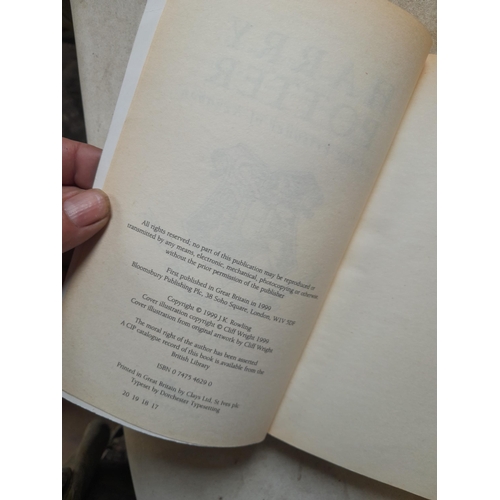 All rights reserved, no part of this publication may be reproduced or
transmitted by any means, electronic, mechanical, photocopying or otherwise
without the prior permission of the publisher
First published in Great Britain in 1999
Bloomsbury Publishing Plc, 38 Soho Square, London, W1V 5DF
Copyright © 1999 J.K. Rowling
Cover illustration copyright © Cliff Wright 1999
Cover illustration from original artwork by Cliff Wright
The moral right of the author has been asserted
A CIP catalogue record of this book is available from the
British Library
ISBN 0 7475 4629 0
Printed in Great Britain by Clays Ltd, St Ives plc
Typeset by Dorchester Typesetting
20 19 18 17